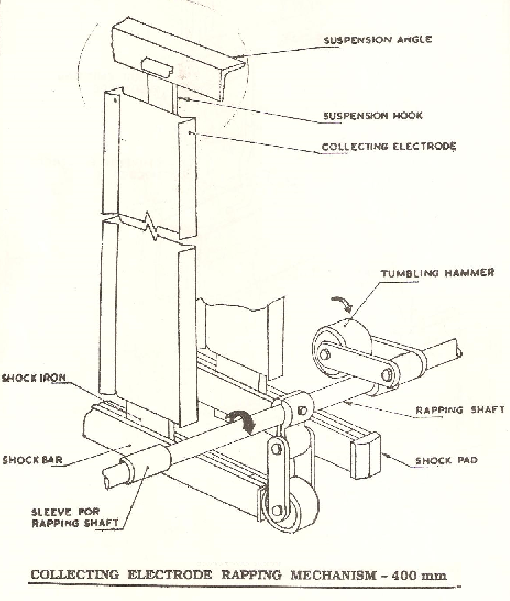 SUSPENSION ANGLE
SUSPENSION HOOK
COLLECTING ELECTRODE
TUMBLING HAMMER
SHOCK IRON
RAPPING SHAFT
SHOCK BAR
SHOCK PAD
SLEEVE FOR
RAPPING SHAFT
COLLECTING ELECTRODE RAPPING MECHANISM - 400 mm